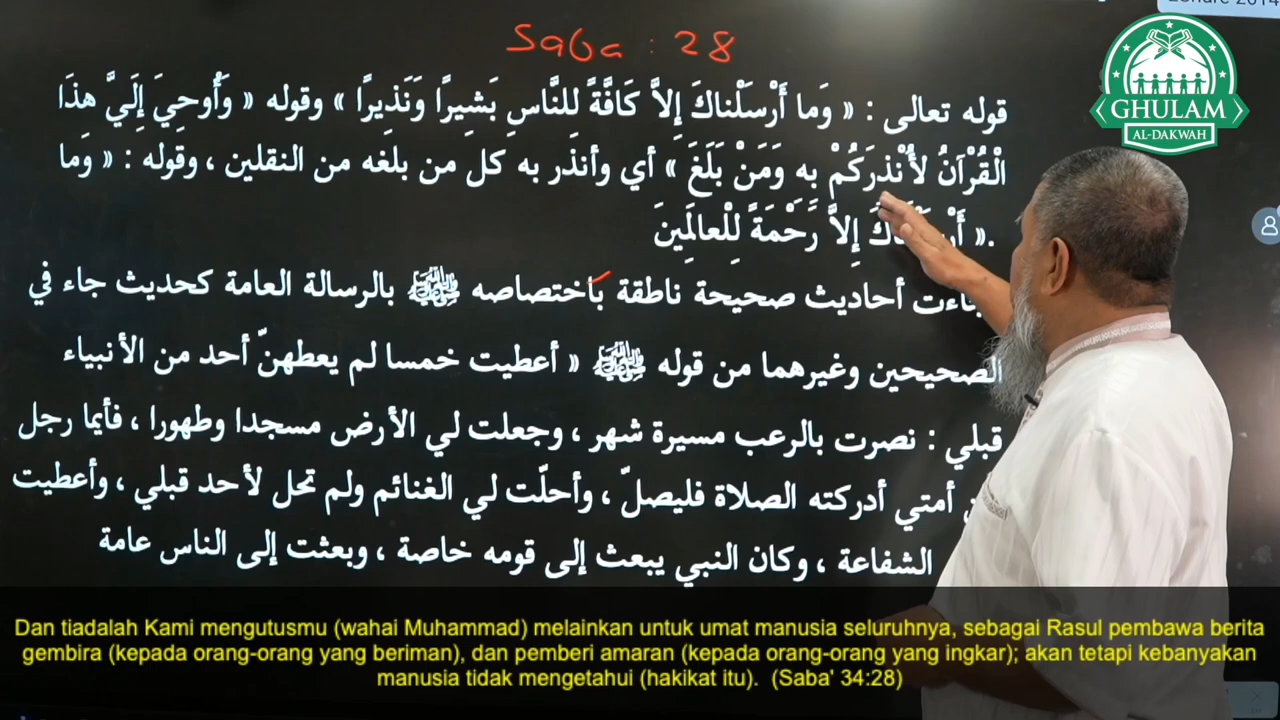 Saba : 28
قوله تعالى : « وَما أَرْسَلْناكَ إِلاَّ كَافَّةً للنَّاسِ بَشِيرًا وَنَذِيرًا » وقوله « وَأُوحِيَ إِلَيَّ هذَا
الْقُرْآنُ لأُنْذِرَكُمْ بِهِ وَمَنْ بَلَغَ » أي وأنذر به كل من بلغه من النقلين ، وقوله : « وَما
إِلاَّ رَحْمَةً لِلْعالَمِينَ ».
أحاديث صحيحة ناطقة بأختصاصه ﷺ بالرسالة العامة كحديث جاء في
الصحيحين وغيرهما من قوله ﷺ « أعطيت خمسا لم يعطهنّ أحد من الأنبياء
قبلي : نصرت بالرعب مسيرة شهر ، وجعلت لي الأرض مسجدا وطهورا ، فأيما رجل
أمتي أدركته الصلاة فليصلّ ، وأحلّت لي الغنائم ولم تحل لأحد قبلي ، وأعطيت
الشفاعة ، وكان النبي يبعث إلى قومه خاصة ، وبعثت إلى الناس عامة
GHULAM
AL-DAKWAH
Dan tiadalah Kami mengutusmu (wahai Muhammad) melainkan untuk umat manusia seluruhnya, sebagai Rasul pembawa berita
gembira (kepada orang-orang yang beriman), dan pemberi amaran (kepada orang-orang yang ingkar); akan tetapi kebanyakan
manusia tidak mengetahui (hakikat itu). (Saba' 34:28)